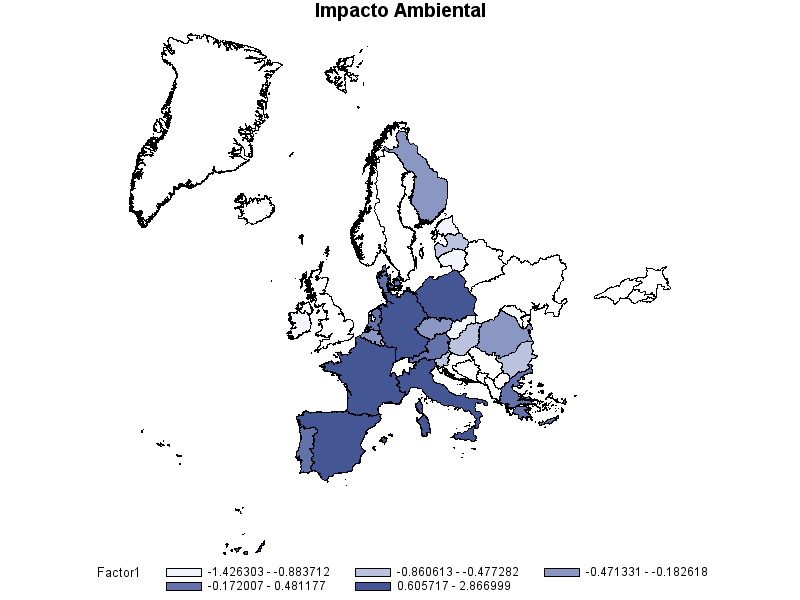 Impacto Ambiental
Factor1 -1.426303 - -0.883712 -0.860613 - -0.477282 -0.471331 - -0.182618
-0.172007 - 0.481177 0.605717 - 2.866999